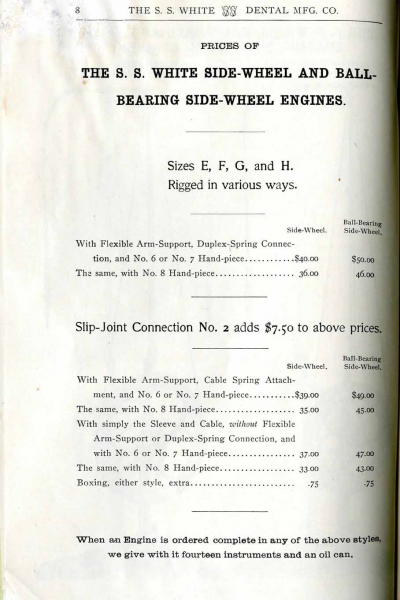 8 THE S. S. WHITE DENTAL MFG. CO.
PRICES OF
THE S. S. WHITE SIDE-WHEEL AND BALL-
BEARING SIDE-WHEEL ENGINES.
Sizes E, F, G, and H.
Rigged in various ways.
Side-Wheel. Ball-Bearing Side-Wheel.
With Flexible Arm-Support, Duplex-Spring Connec-
tion, and No. 6 or No. 7 Hand-piece...........$40.00 $50.00
The same, with No. 8 Hand-piece................. 36.00 46.00
Slip-Joint Connection No. 2 adds $7.50 to above prices.
Side-Wheel. Ball-Bearing Side-Wheel.
With Flexible Arm-Support, Cable Spring Attach-
ment, and No. 6 or No. 7 Hand-piece..........$39.00 $49.00
The same, with No. 8 Hand-piece................. 35.00 45.00
With simply the Sleeve and Cable, without Flexible
Arm-Support or Duplex-Spring Connection, and
with No. 6 or No. 7 Hand-piece............... 37.00 47.00
The same, with No. 8 Hand-piece................. 33.00 43.00
Boxing, either style, extra....................... .75 .75
When an Engine is ordered complete in any of the above styles,
we give with it fourteen instruments and an oil can.